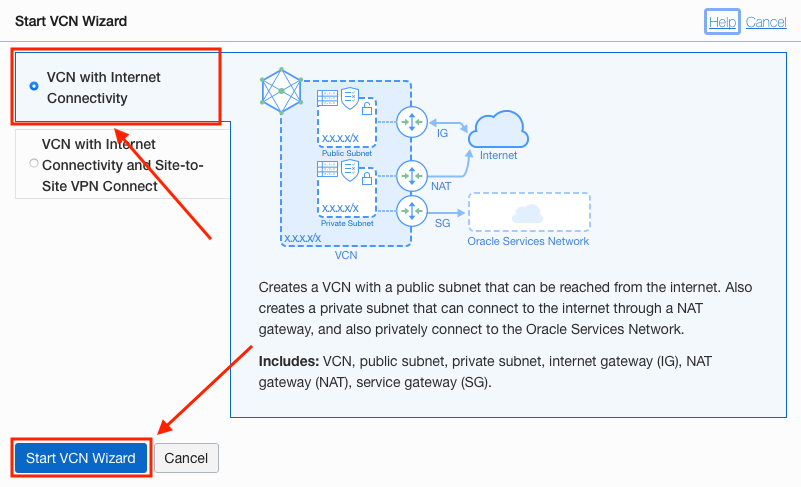 Start VCN Wizard
Help Cancel
VCN with Internet
Connectivity
VCN with Internet
Connectivity and Site-to-
Site VPN Connect
X.X.X.X/X
Public Subnet
X.X.X.X/X
Private Subnet
X.X.X.X/X
VCN
IG
Internet
NAT
SG
Oracle Services Network
Creates a VCN with a public subnet that can be reached from the internet. Also
creates a private subnet that can connect to the internet through a NAT
gateway, and also privately connect to the Oracle Services Network.
Includes: VCN, public subnet, private subnet, internet gateway (IG), NAT
gateway (NAT), service gateway (SG).
Start VCN Wizard
Cancel